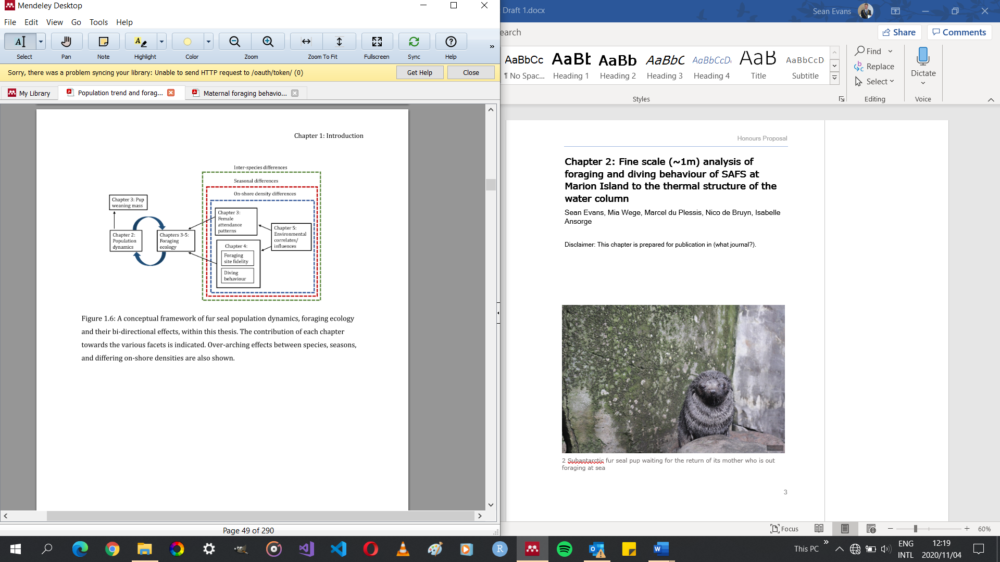 Mendeley Desktop
File Edit View Go Tools Help
Select Pan Note Highlight Color Zoom Zoom To Fit Fullscreen Sync Help
Sorry, there was a problem syncing your library: Unable to send HTTP request to /oauth/token/ (0)
Get Help Close
My Library Population trend and forag... Maternal foraging behavio...
Chapter 1: Introduction
Inter-species differences
Seasonal differences
On-shore density differences
Chapter 3: Pup
weaning mass
Chapter 2:
Population
dynamics
Chapters 3-5:
Foraging
ecology
Chapter 3:
Female
attendance
patterns
Chapter 4:
Foraging
site fidelity
Diving
behaviour
Chapter 5:
Environmental
correlates/
influences
Figure 1.6: A conceptual framework of fur seal population dynamics, foraging ecology
and their bi-directional effects, within this thesis. The contribution of each chapter
towards the various facets is indicated. Over-arching effects between species, seasons,
and differing on-shore densities are also shown.
Page 49 of 290
Draft 1.docx
Sean Evans
earch
Share Comments
AaBbCc AaBb AaBb AaBbC AaBbCcD AaB AaBbCcD
¶ No Spac... Heading 1 Heading 2 Heading 3 Heading 4 Title Subtitle
Styles
Find
Replace
Select
Editing
Dictate
Voice
Honours Proposal
Chapter 2: Fine scale (~1m) analysis of
foraging and diving behaviour of SAFS at
Marion Island to the thermal structure of the
water column
Sean Evans, Mia Wege, Marcel du Plessis, Nico de Bruyn, Isabelle
Ansorge
Disclaimer: This chapter is prepared for publication in (what journal?).
2 Subantarctic fur seal pup waiting for the return of its mother who is out
foraging at sea
3
Focus
60%
This PC
ENG
INTL
12:19
2020/11/04